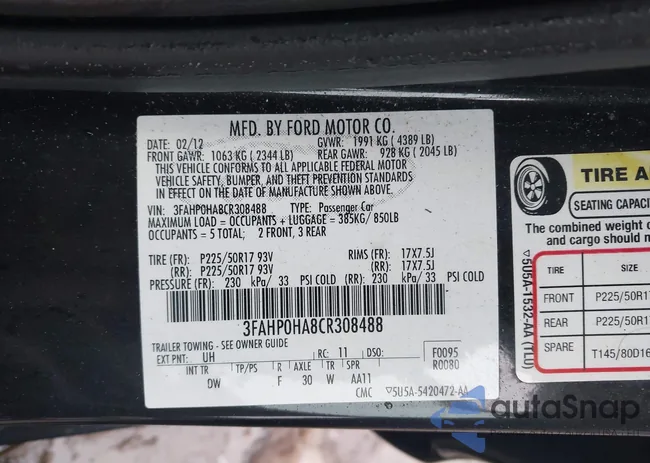 MFD. BY FORD MOTOR CO.
DATE: 02/12 GVWR: 1991 KG ( 4389 LB)
FRONT GAWR: 1063 KG ( 2344 LB) REAR GAWR: 928 KG ( 2045 LB)
THIS VEHICLE CONFORMS TO ALL APPLICABLE FEDERAL MOTOR
VEHICLE SAFETY, BUMPER, AND THEFT PREVENTION STANDARDS
IN EFFECT ON THE DATE OF MANUFACTURE SHOWN ABOVE.
VIN: 3FAHP0HA8CR308488 TYPE: Passenger Car
MAXIMUM LOAD = OCCUPANTS + LUGGAGE = 385KG/ 850LB
OCCUPANTS = 5 TOTAL; 2 FRONT, 3 REAR
TIRE (FR): P225/50R17 93V RIMS (FR): 17X7.5J
(RR): P225/50R17 93V (RR): 17X7.5J
PRESSURE (FR): 230 kPa/ 33 PSI COLD (RR): 230 kPa/ 33 PSI COLD
3FAHP0HA8CR308488
TRAILER TOWING - SEE OWNER GUIDE
EXT PNT: UH RC: 11 DSO: F0095
INT TR TP/PS R AXLE TR SPR R0080
DW F 30 W AA11
CMC ▽5U5A-5420472-AA
TIRE A
SEATING CAPACITY
The combined weight o
and cargo should n
TIRE SIZE
FRONT P225/50R1
REAR P225/50R1
SPARE T145/80D16
▽5U5A-1532-AA (TLU)
autoSnap